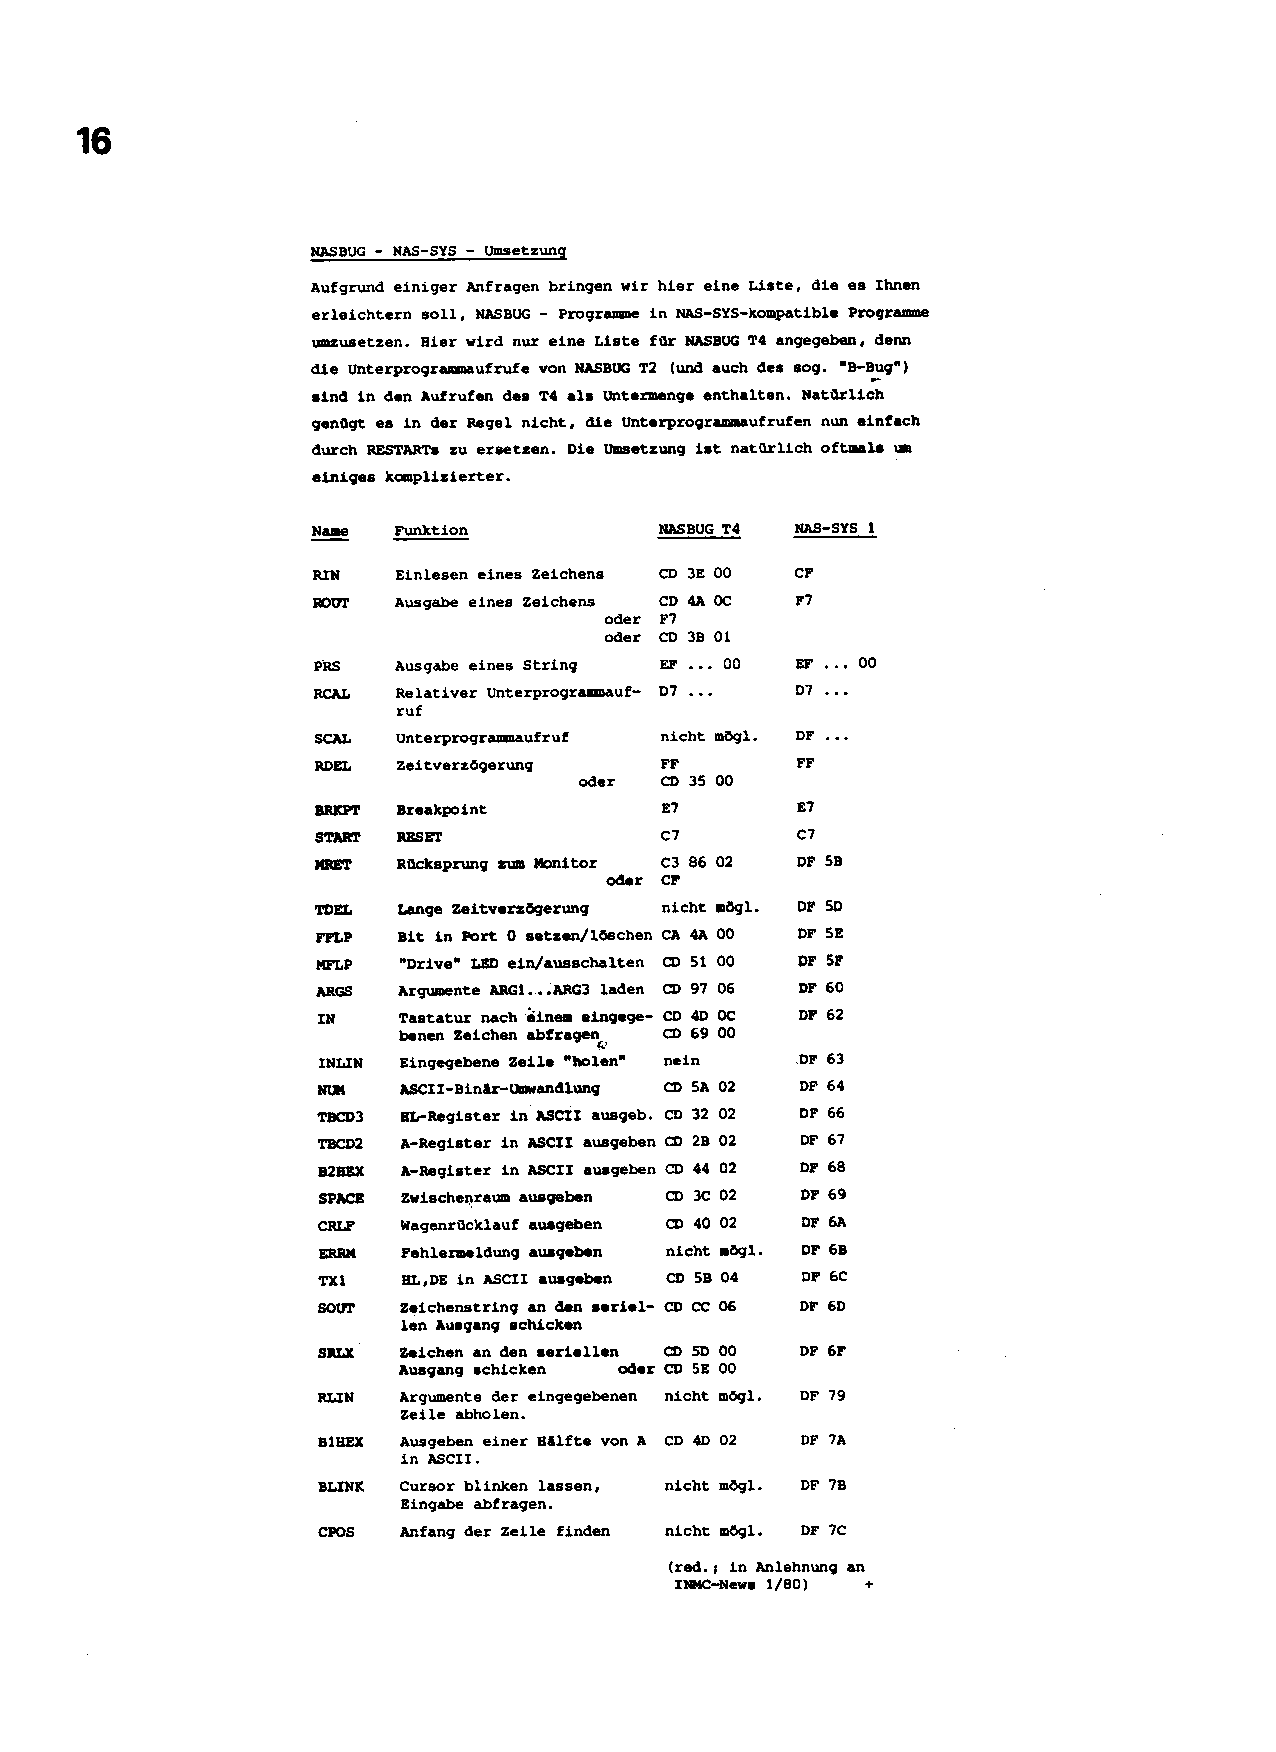 16
NASBUG - NAS-SYS - Umsetzung
Aufgrund einiger Anfragen bringen wir hier eine Liste, die es Ihnen
erleichtern soll, NASBUG - Programme in NAS-SYS-kompatible Programme
umzusetzen. Hier wird nur eine Liste für NASBUG T4 angegeben, denn
die Unterprogrammaufrufe von NASBUG T2 (und auch des sog. "B-Bug")
sind in den Aufrufen des T4 als Untermenge enthalten. Natürlich
genügt es in der Regel nicht, die Unterprogrammaufrufen nun einfach
durch RESTARTs zu ersetzen. Die Umsetzung ist natürlich oftmals um
einiges komplizierter.
Name Funktion NASBUG T4 NAS-SYS 1
RIN Einlesen eines Zeichens CD 3E 00 CF
ROUT Ausgabe eines Zeichens CD 4A 0C F7
oder F7
oder CD 3B 01
PRS Ausgabe eines String EF ... 00 EF ... 00
RCAL Relativer Unterprogrammauf- D7 ... D7 ...
ruf
SCAL Unterprogrammaufruf nicht mögl. DF ...
RDEL Zeitverzögerung FF FF
oder CD 35 00
BRKPT Breakpoint E7 E7
START RESET C7 C7
MRET Rücksprung zum Monitor C3 86 02 DF 5B
oder CF
TDEL Lange Zeitverzögerung nicht mögl. DF 5D
FFLP Bit in Port 0 setzen/löschen CA 4A 00 DF 5E
MFLP "Drive" LED ein/ausschalten CD 51 00 DF 5F
ARGS Argumente ARG1...ARG3 laden CD 97 06 DF 60
IN Tastatur nach einem eingege- CD 4D 0C DF 62
benen Zeichen abfragen CD 69 00
INLIN Eingegebene Zeile "holen" nein DF 63
NUM ASCII-Binär-Umwandlung CD 5A 02 DF 64
TBCD3 HL-Register in ASCII ausgeb. CD 32 02 DF 66
TBCD2 A-Register in ASCII ausgeben CD 2B 02 DF 67
B2HEX A-Register in ASCII ausgeben CD 44 02 DF 68
SPACE Zwischenraum ausgeben CD 3C 02 DF 69
CRLF Wagenrücklauf ausgeben CD 40 02 DF 6A
ERRM Fehlermeldung ausgeben nicht mögl. DF 6B
TX1 HL,DE in ASCII ausgeben CD 5B 04 DF 6C
SOUT Zeichenstring an den seriel- CD CC 06 DF 6D
len Ausgang schicken
SRLX Zeichen an den seriellen CD 5D 00 DF 6F
Ausgang schicken oder CD 5E 00
RLIN Argumente der eingegebenen nicht mögl. DF 79
Zeile abholen.
B1HEX Ausgeben einer Hälfte von A CD 4D 02 DF 7A
in ASCII.
BLINK Cursor blinken lassen, nicht mögl. DF 7B
Eingabe abfragen.
CPOS Anfang der Zeile finden nicht mögl. DF 7C
(red.; in Anlehnung an
INMC-News 1/80) +